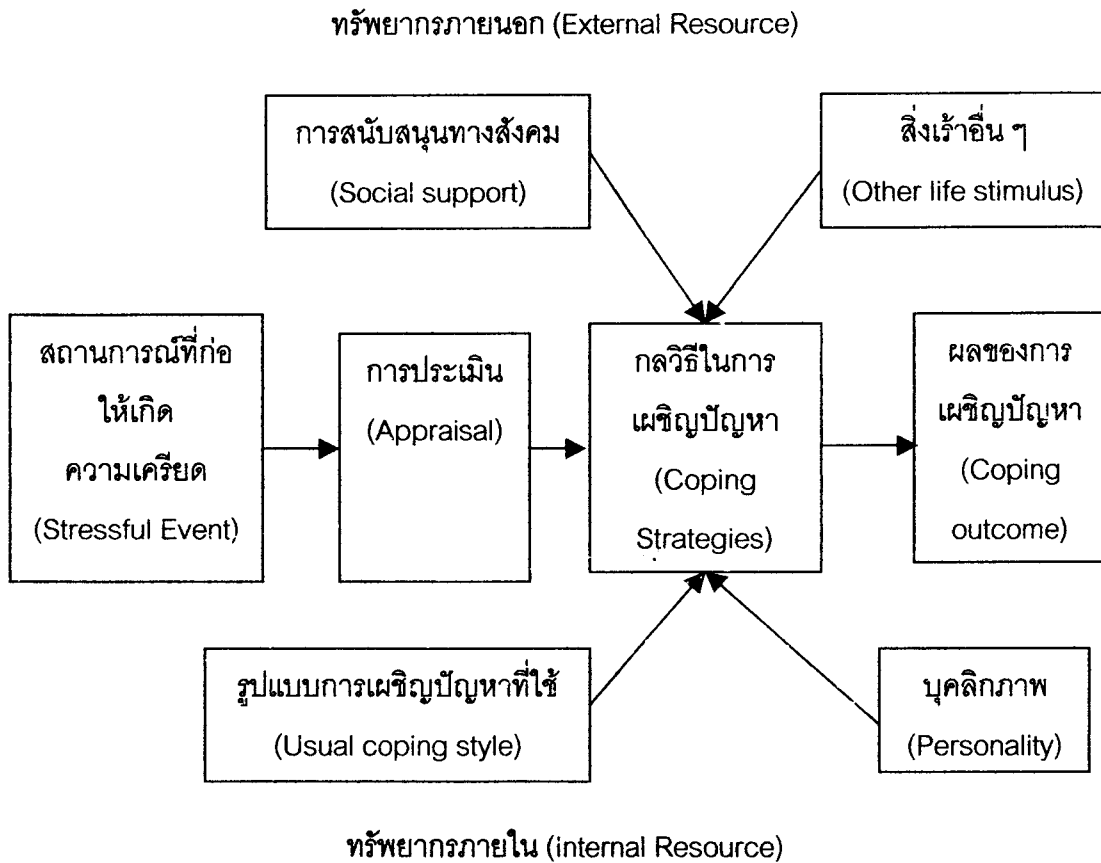 ทรัพยากรภายนอก (External Resource)
การสนับสนุนทางสังคม
(Social support)
สิ่งเร้าอื่น ๆ
(Other life stimulus)
สถานการณ์ที่ก่อ
ให้เกิด
ความเครียด
(Stressful Event)
การประเมิน
(Appraisal)
กลวิธีในการ
เผชิญปัญหา
(Coping
Strategies)
ผลของการ
เผชิญปัญหา
(Coping
outcome)
รูปแบบการเผชิญปัญหาที่ใช้
(Usual coping style)
บุคลิกภาพ
(Personality)
ทรัพยากรภายใน (internal Resource)